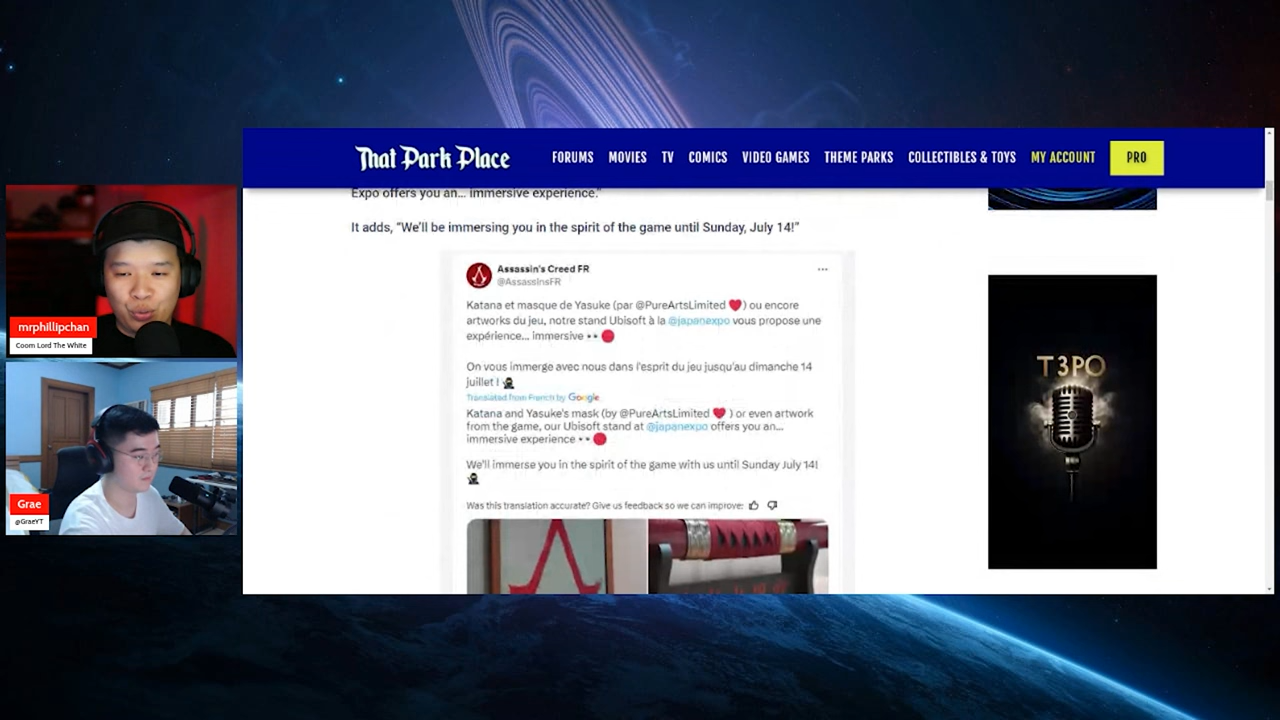 That Park Place
FORUMS MOVIES TV COMICS VIDEO GAMES THEME PARKS COLLECTIBLES & TOYS MY ACCOUNT PRO
Expo offers you an... immersive experience."
It adds, “We'll be immersing you in the spirit of the game until Sunday, July 14!”
Assassin's Creed FR
@AssassinsFR
Katana et masque de Yasuke (par @PureArtsLimited ❤️) ou encore
artworks du jeu, notre stand Ubisoft à la @japanexpo vous propose une
expérience... immersive 👀 🔴
On vous immerge avec nous dans l'esprit du jeu jusqu'au dimanche 14
juillet ! 🥷
Translated from French by Google
Katana and Yasuke's mask (by @PureArtsLimited ❤️ ) or even artwork
from the game, our Ubisoft stand at @japanexpo offers you an...
immersive experience 👀 🔴
We'll immerse you in the spirit of the game with us until Sunday July 14!
🥷
Was this translation accurate? Give us feedback so we can improve:
T3PO
mrphillipchan
Coom Lord The White
Grae
@GraeYT